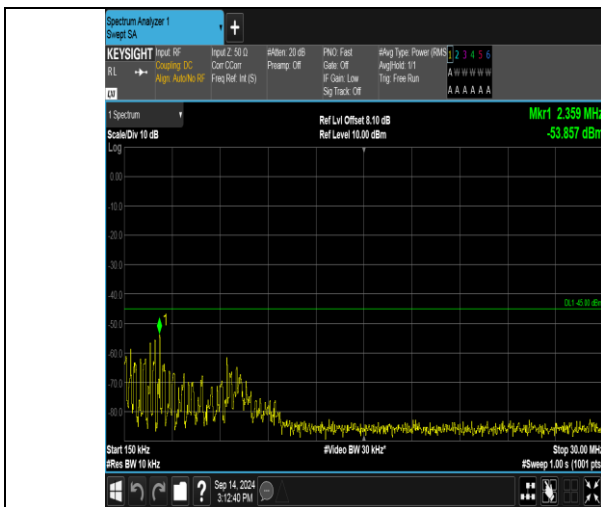 Spectrum Analyzer 1
Swept SA
+
KEYSIGHT
RL
Input: RF
Coupling: DC
Align: Auto/No RF
Input Z: 50 Ω
Corr CCorr
Freq Ref: Int (S)
#Atten: 20 dB
Preamp: Off
PNO: Fast
Gate: Off
IF Gain: Low
Sig Track: Off
#Avg Type: Power (RMS
Avg|Hold: 1/1
Trig: Free Run
1 2 3 4 5 6
A W W W W W
A A A A A A
1 Spectrum
Scale/Div 10 dB
Ref Lvl Offset 8.10 dB
Ref Level 10.00 dBm
Mkr1 2.359 MHz
-53.857 dBm
Log
0.00
-10.0
-20.0
-30.0
-40.0
DL1 -45.00 dBm
-50.0
1
-60.0
-70.0
-80.0
Start 150 kHz
#Video BW 30 kHz*
Stop 30.00 MHz
#Res BW 10 kHz
#Sweep 1.00 s (1001 pts)
?
Sep 14, 2024
3:12:40 PM